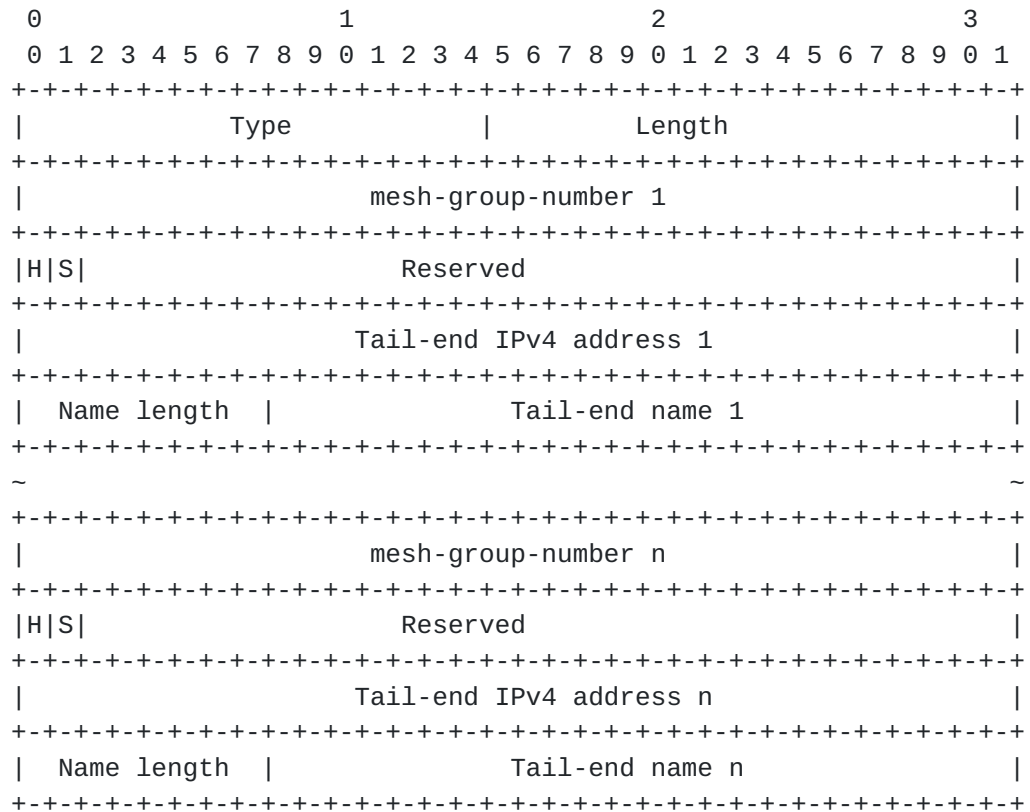 0                   1                   2                   3
 0 1 2 3 4 5 6 7 8 9 0 1 2 3 4 5 6 7 8 9 0 1 2 3 4 5 6 7 8 9 0 1
+-+-+-+-+-+-+-+-+-+-+-+-+-+-+-+-+-+-+-+-+-+-+-+-+-+-+-+-+-+-+-+-+
|             Type            |         Length                  |
+-+-+-+-+-+-+-+-+-+-+-+-+-+-+-+-+-+-+-+-+-+-+-+-+-+-+-+-+-+-+-+-+
|                      mesh-group-number 1                      |
+-+-+-+-+-+-+-+-+-+-+-+-+-+-+-+-+-+-+-+-+-+-+-+-+-+-+-+-+-+-+-+-+
|H|S|                    Reserved                               |
+-+-+-+-+-+-+-+-+-+-+-+-+-+-+-+-+-+-+-+-+-+-+-+-+-+-+-+-+-+-+-+-+
|                     Tail-end IPv4 address 1                   |
+-+-+-+-+-+-+-+-+-+-+-+-+-+-+-+-+-+-+-+-+-+-+-+-+-+-+-+-+-+-+-+-+
|  Name length  |               Tail-end name 1                 |
+-+-+-+-+-+-+-+-+-+-+-+-+-+-+-+-+-+-+-+-+-+-+-+-+-+-+-+-+-+-+-+-+
~                                                               ~
+-+-+-+-+-+-+-+-+-+-+-+-+-+-+-+-+-+-+-+-+-+-+-+-+-+-+-+-+-+-+-+-+
|                      mesh-group-number n                      |
+-+-+-+-+-+-+-+-+-+-+-+-+-+-+-+-+-+-+-+-+-+-+-+-+-+-+-+-+-+-+-+-+
|H|S|                    Reserved                               |
+-+-+-+-+-+-+-+-+-+-+-+-+-+-+-+-+-+-+-+-+-+-+-+-+-+-+-+-+-+-+-+-+
|                     Tail-end IPv4 address n                   |
+-+-+-+-+-+-+-+-+-+-+-+-+-+-+-+-+-+-+-+-+-+-+-+-+-+-+-+-+-+-+-+-+
|  Name length  |               Tail-end name n                 |
+-+-+-+-+-+-+-+-+-+-+-+-+-+-+-+-+-+-+-+-+-+-+-+-+-+-+-+-+-+-+-+-+